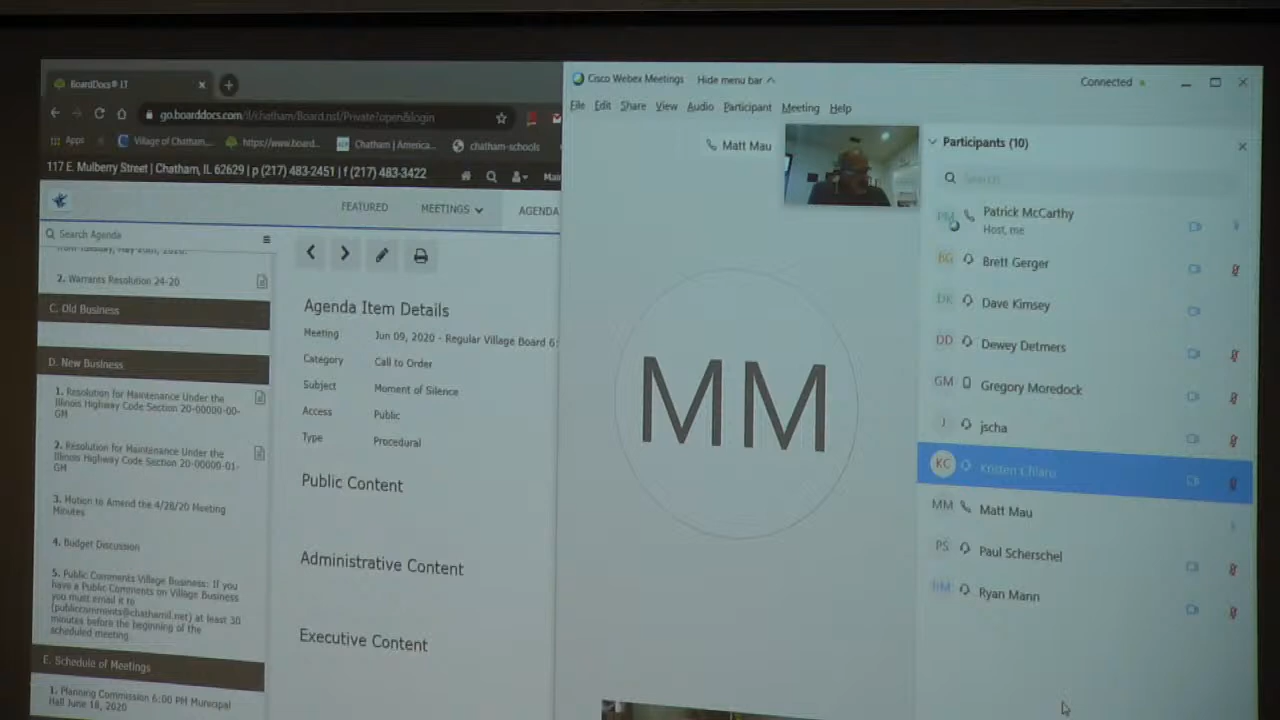 BoardDocs® LT
go.boarddocs.com/il/chatham/Board.nsf/Private?open&login
Apps
Village of Chatham...
https://www.board...
Chatham | America...
chatham-schools
117 E. Mulberry Street | Chatham, IL 62629 | p (217) 483-2451 | f (217) 483-3422
FEATURED
MEETINGS
AGENDA
Search Agenda
2. Warrants Resolution 24-20
C. Old Business
D. New Business
1. Resolution for Maintenance Under the
Illinois Highway Code Section 20-00000-00-
GM
2. Resolution for Maintenance Under the
Illinois Highway Code Section 20-00000-01-
GM
3. Motion to Amend the 4/28/20 Meeting
Minutes
4. Budget Discussion
5. Public Comments Village Business: If you
have a Public Comments on Village Business
you must email it to
(publiccomments@chathamil.net) at least 30
minutes before the beginning of the
scheduled meeting.
E. Schedule of Meetings
1. Planning Commission 6:00 PM Municipal
Hall June 18, 2020
Agenda Item Details
Meeting Jun 09, 2020 - Regular Village Board 6:
Category Call to Order
Subject Moment of Silence
Access Public
Type Procedural
Public Content
Administrative Content
Executive Content
Cisco Webex Meetings Hide menu bar
Connected
File Edit Share View Audio Participant Meeting Help
Matt Mau
MM
Participants (10)
Search
PM Patrick McCarthy
Host, me
BG Brett Gerger
DK Dave Kimsey
DD Dewey Detmers
GM Gregory Moredock
J jscha
KC Kristen Chiaro
MM Matt Mau
PS Paul Scherschel
RM Ryan Mann